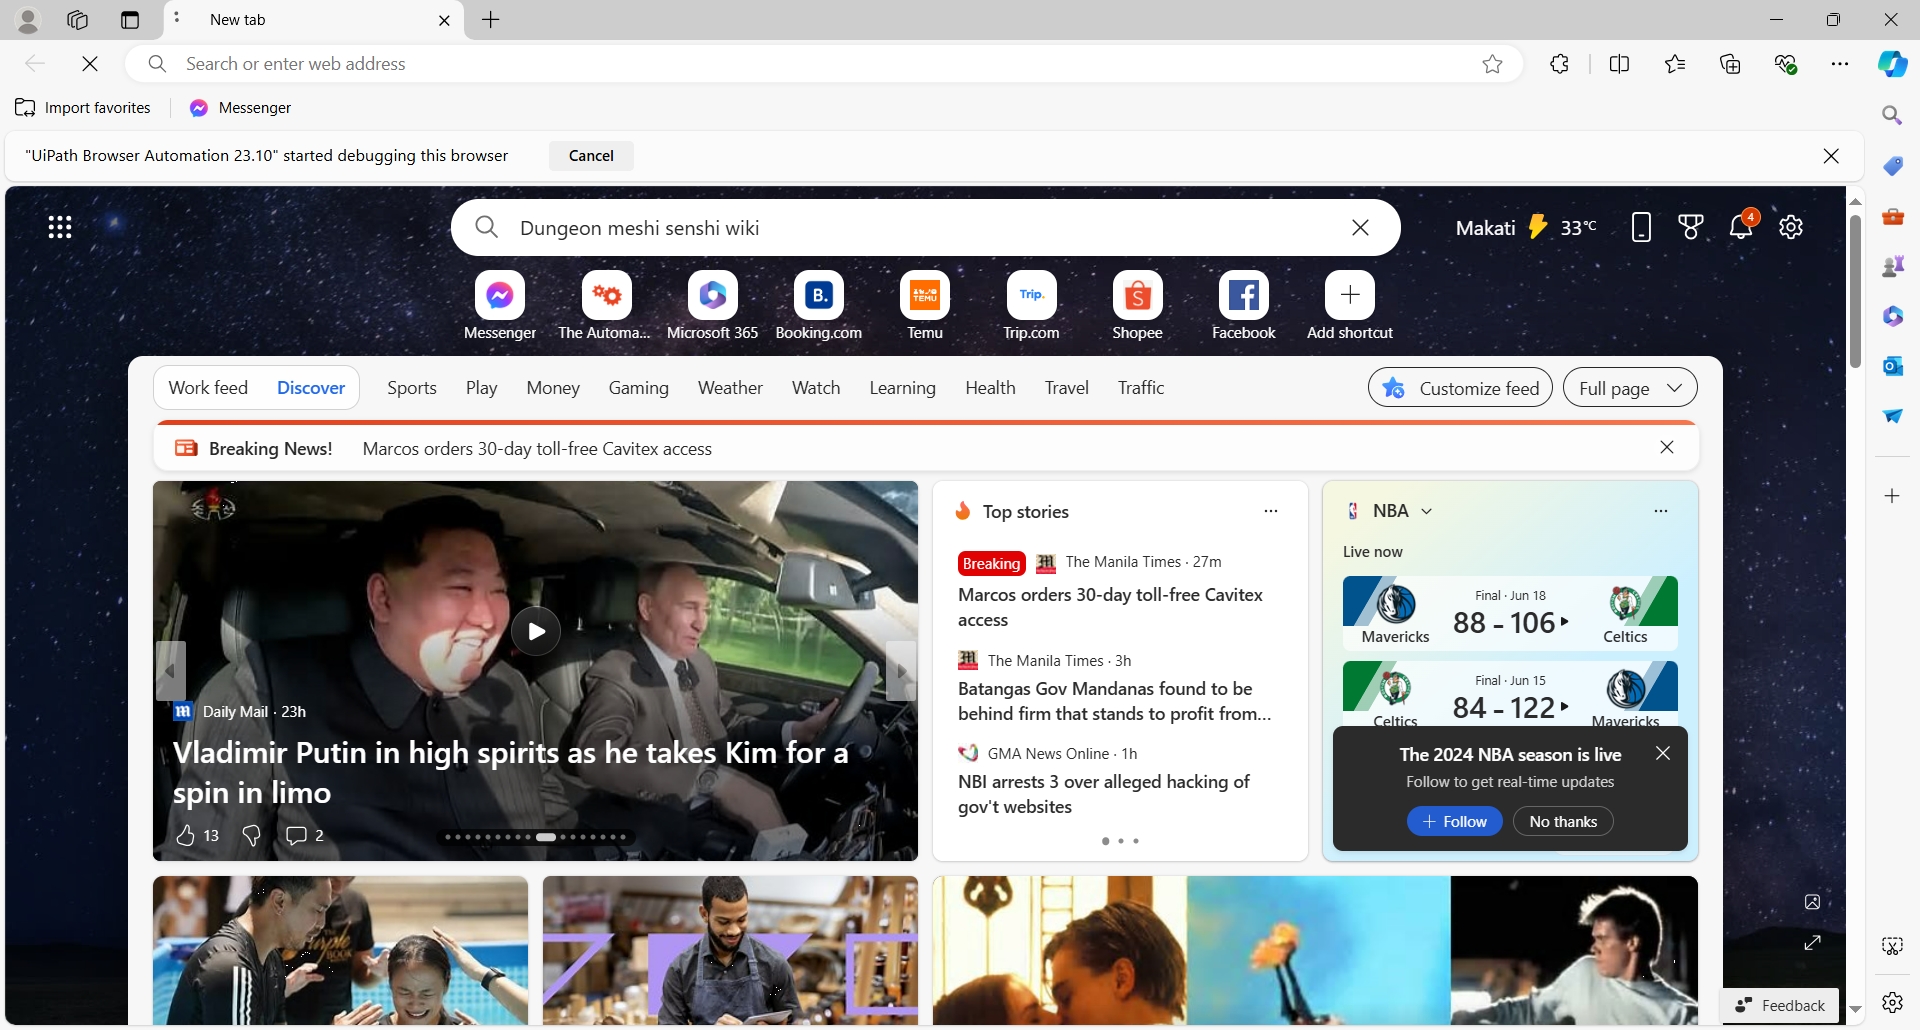 New tab
Search or enter web address
Import favorites
Messenger
"UiPath Browser Automation 23.10" started debugging this browser
Cancel
Dungeon meshi senshi wiki
Makati
33°C
4
Messenger
The Automa...
Microsoft 365
B.
Booking.com
TEMU
Temu
Trip.
Trip.com
Shopee
Facebook
Add shortcut
Work feed
Discover
Sports
Play
Money
Gaming
Weather
Watch
Learning
Health
Travel
Traffic
Customize feed
Full page
Breaking News!
Marcos orders 30-day toll-free Cavitex access
Daily Mail · 23h
Vladimir Putin in high spirits as he takes Kim for a
spin in limo
13
2
Top stories
Breaking
The Manila Times · 27m
Marcos orders 30-day toll-free Cavitex
access
The Manila Times · 3h
Batangas Gov Mandanas found to be
behind firm that stands to profit from...
GMA News Online · 1h
NBI arrests 3 over alleged hacking of
gov't websites
NBA
Live now
Final · Jun 18
88 - 106
Mavericks
Celtics
Final · Jun 15
84 - 122
Celtics
Mavericks
The 2024 NBA season is live
Follow to get real-time updates
Follow
No thanks
Feedback